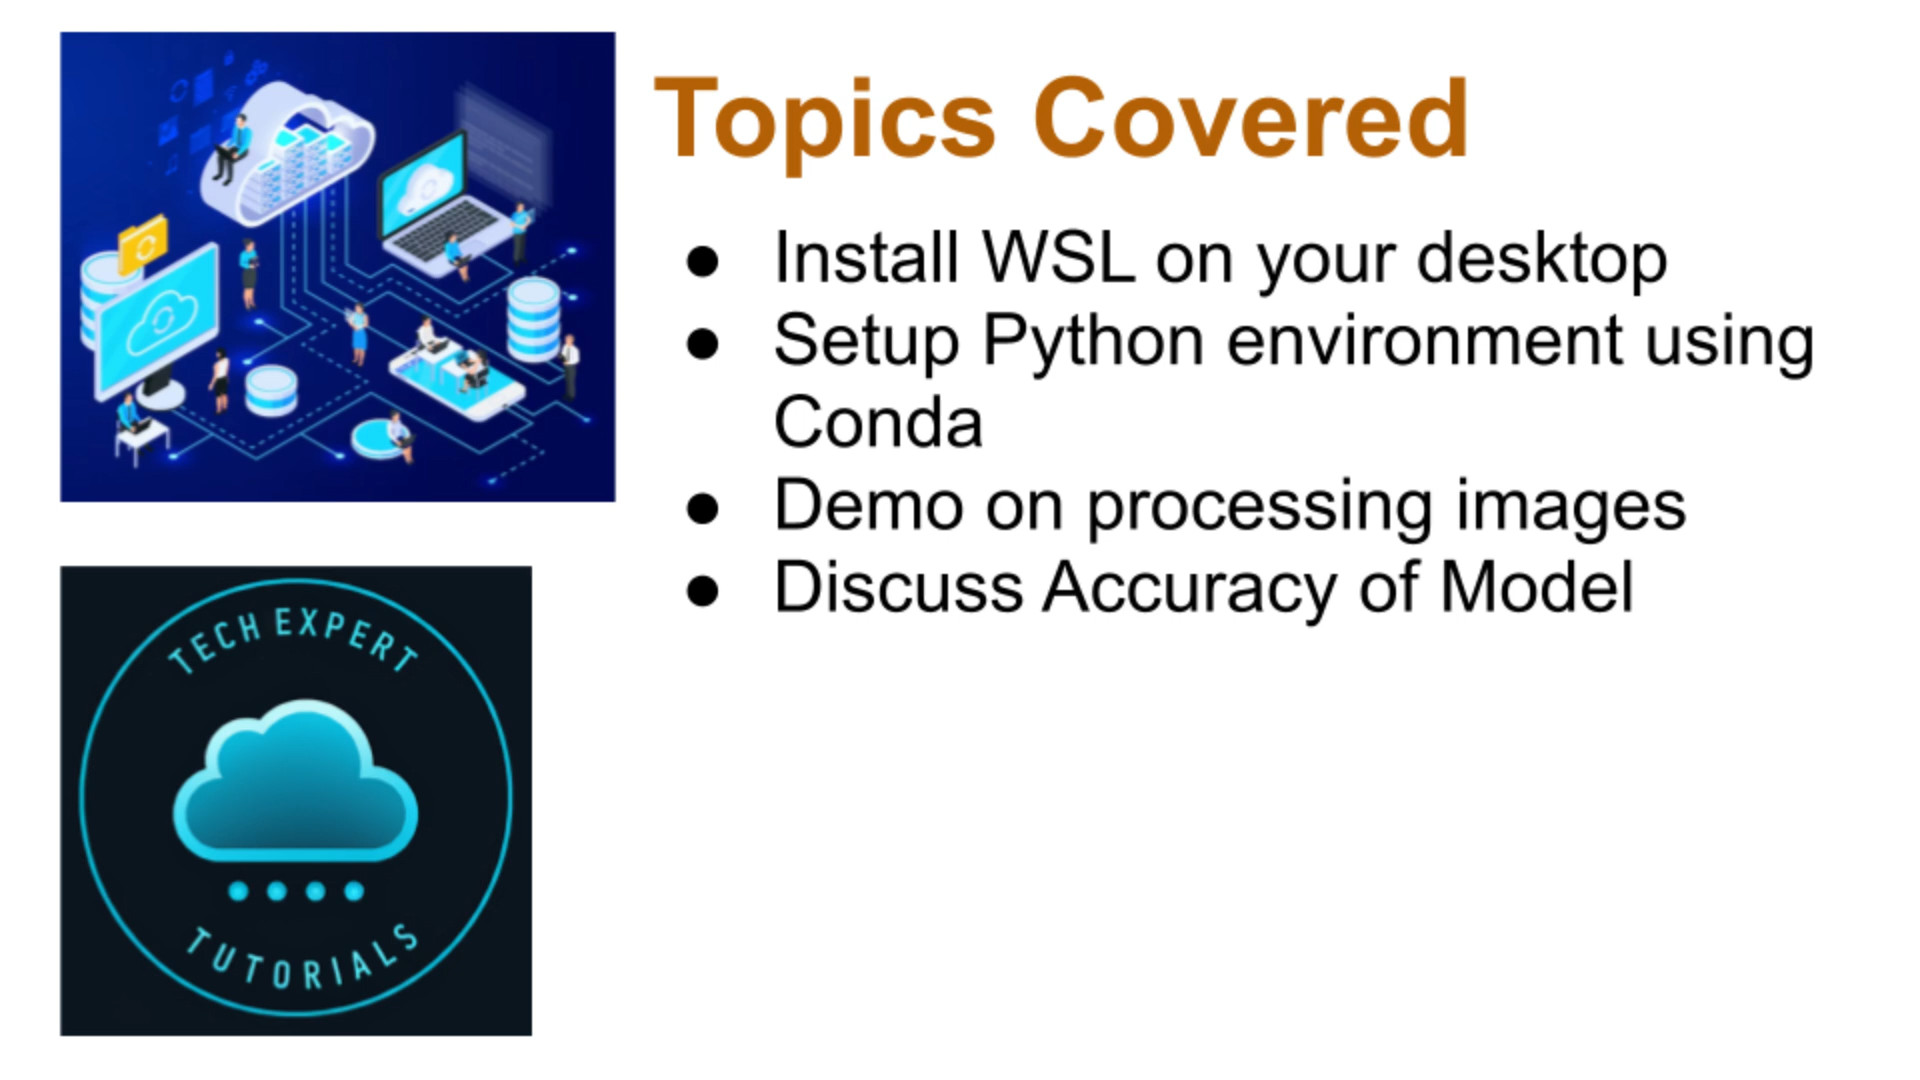 Topics Covered
● Install WSL on your desktop
● Setup Python environment using
Conda
● Demo on processing images
● Discuss Accuracy of Model
TECH EXPERT
TUTORIALS